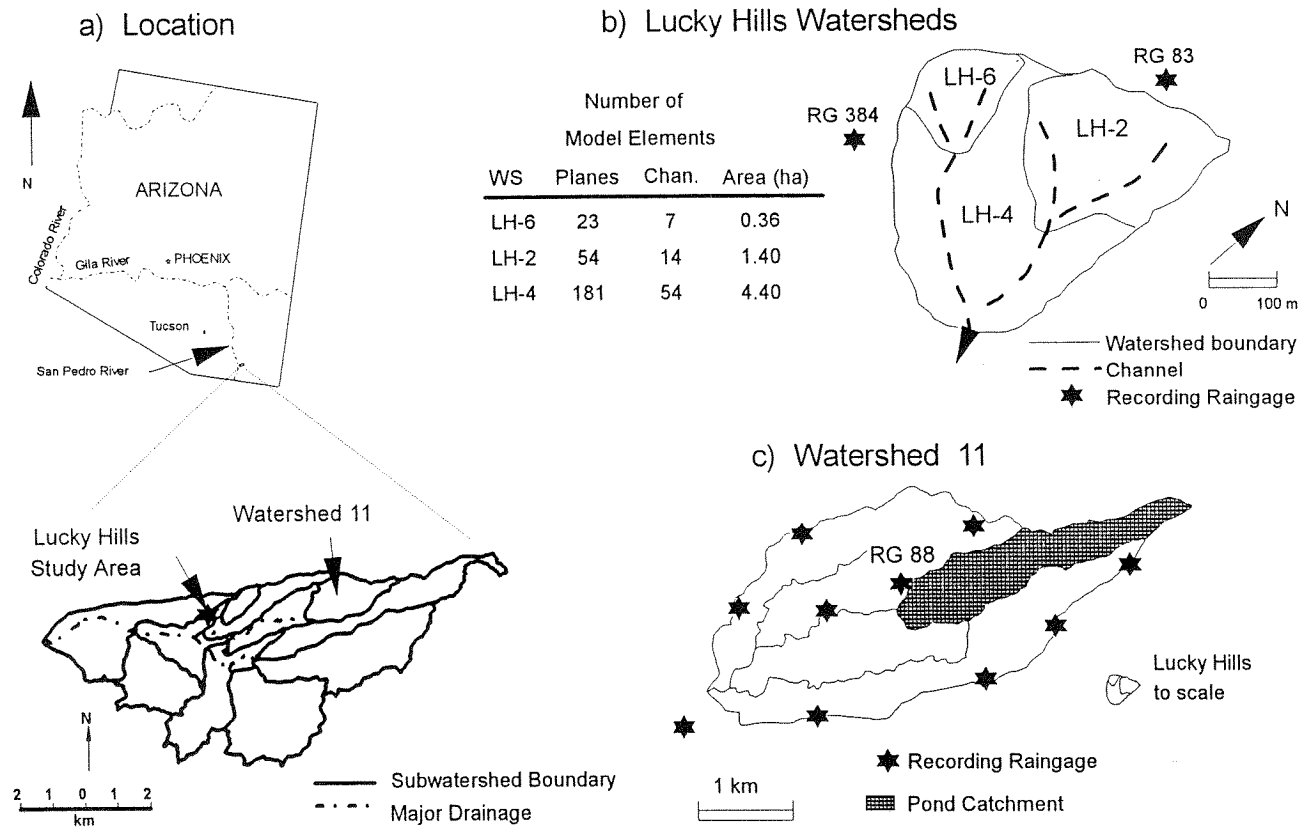 a) Location
N
ARIZONA
Colorado River
Gila River
PHOENIX
Tucson
San Pedro River
Lucky Hills
Study Area
Watershed 11
N
2 1 0 1 2
km
Subwatershed Boundary
Major Drainage
b) Lucky Hills Watersheds
Number of
Model Elements
WS Planes Chan. Area (ha)
LH-6 23 7 0.36
LH-2 54 14 1.40
LH-4 181 54 4.40
RG 83
LH-6
RG 384
LH-2
LH-4
N
0 100 m
Watershed boundary
Channel
Recording Raingage
c) Watershed 11
RG 88
Lucky Hills
to scale
1 km
Recording Raingage
Pond Catchment